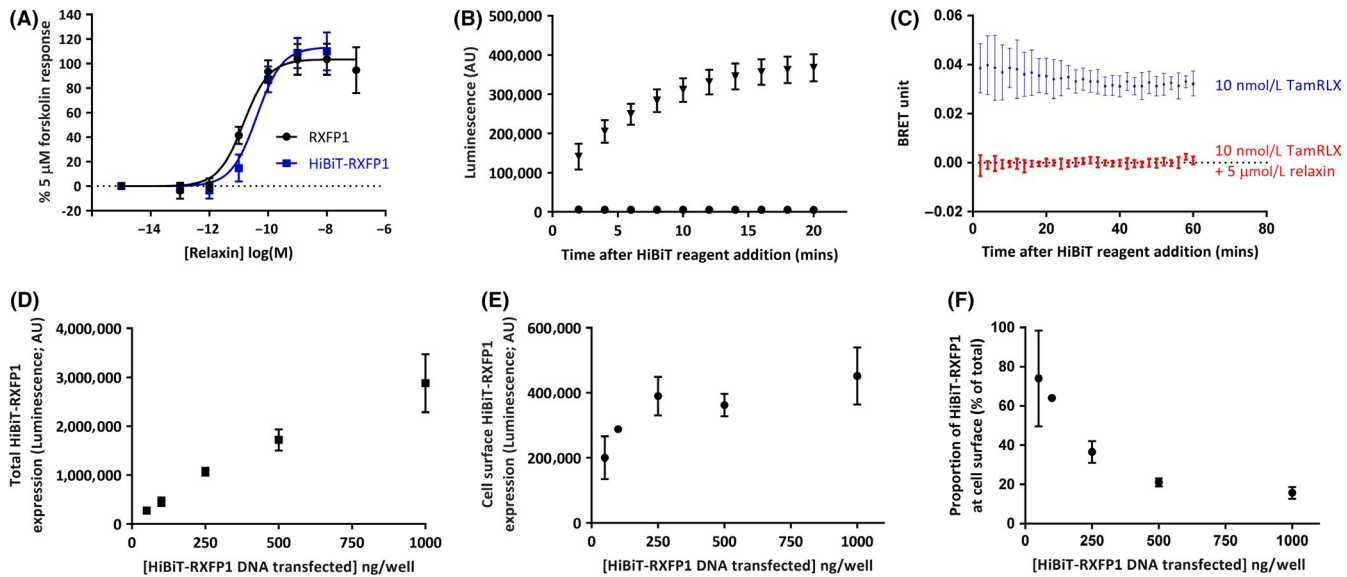 (A)
% 5 µM forskolin response
140
120
100
80
60
40
20
0
−20
−14
−12
−10
−8
−6
[Relaxin] log(M)
RXFP1
HiBiT-RXFP1
(B)
Luminescence (AU)
500,000
400,000
300,000
200,000
100,000
0
0
5
10
15
20
Time after HiBiT reagent addition (mins)
(C)
BRET unit
0.06
0.04
0.02
0.00
−0.02
0
20
40
60
80
Time after HiBiT reagent addition (mins)
10 nmol/L TamRLX
10 nmol/L TamRLX
+ 5 µmol/L relaxin
(D)
Total HiBiT-RXFP1
expression (Luminescence; AU)
4,000,000
3,000,000
2,000,000
1,000,000
0
0
250
500
750
1000
[HiBiT-RXFP1 DNA transfected] ng/well
(E)
Cell surface HiBiT-RXFP1
expression (Luminescence; AU)
600,000
400,000
200,000
0
0
250
500
750
1000
[HiBiT-RXFP1 DNA transfected] ng/well
(F)
Proportion of HiBiT-RXFP1
at cell surface (% of total)
100
80
60
40
20
0
0
250
500
750
1000
[HiBiT-RXFP1 DNA transfected] ng/well